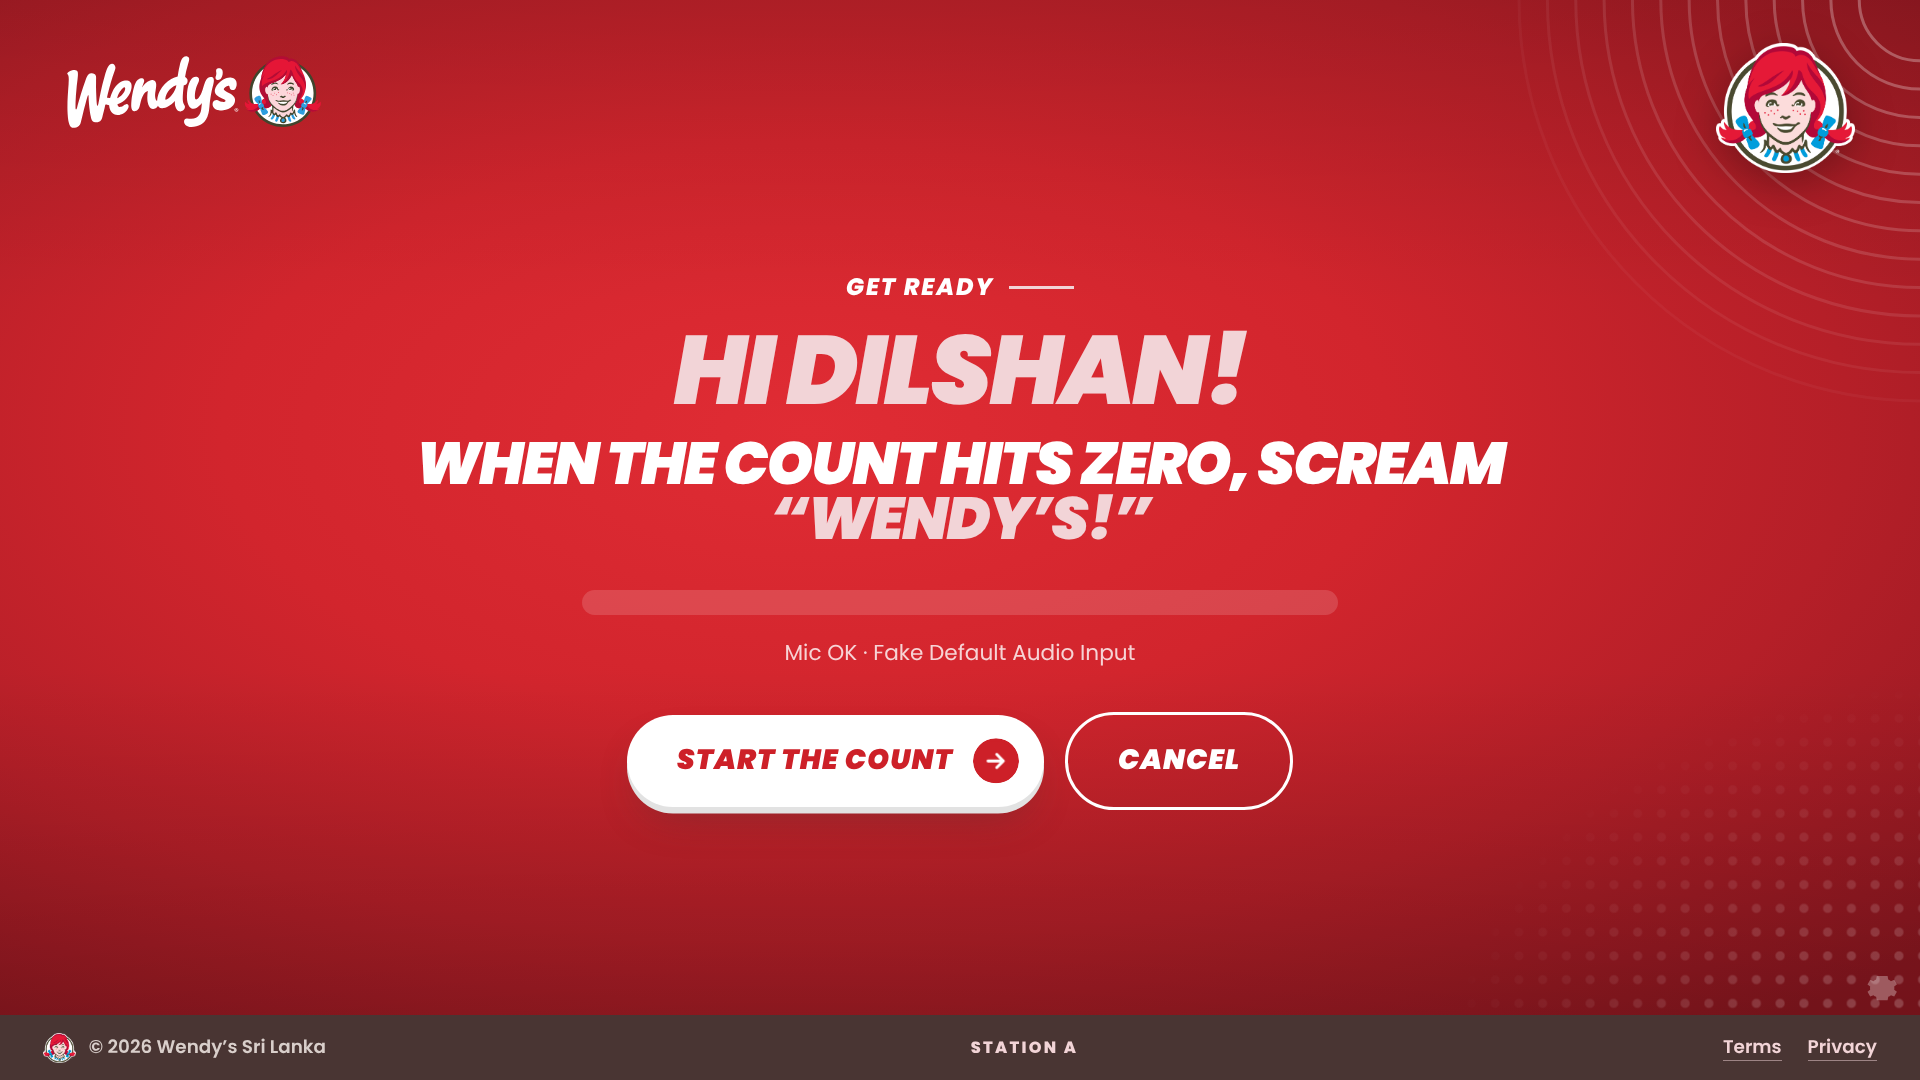 Wendy's
GET READY
HI DILSHAN!
WHEN THE COUNT HITS ZERO, SCREAM
“WENDY’S!”
Mic OK · Fake Default Audio Input
START THE COUNT
CANCEL
© 2026 Wendy’s Sri Lanka
STATION A
Terms
Privacy